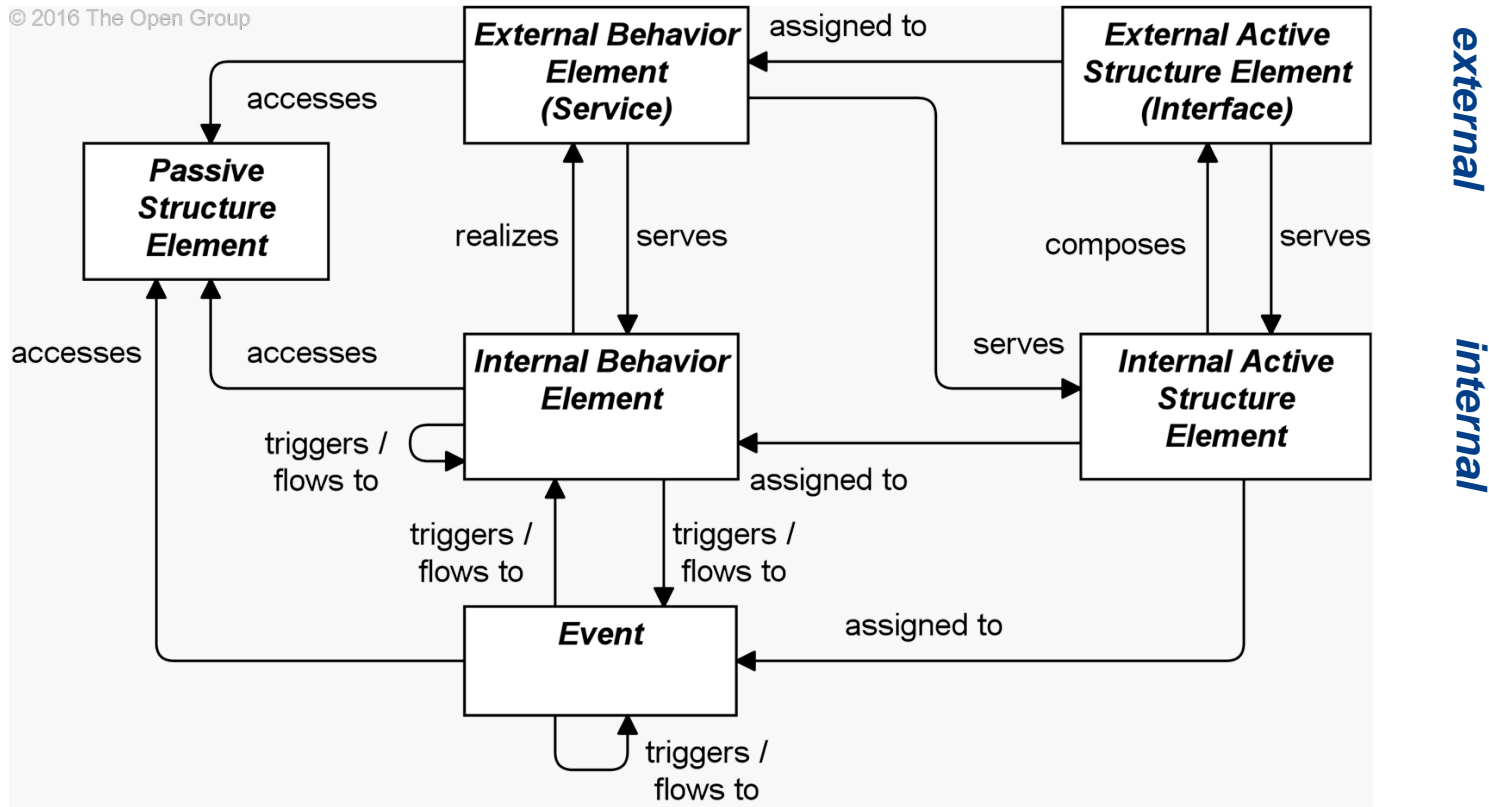 © 2016 The Open Group
External Behavior
Element
(Service)
assigned to
External Active
Structure Element
(Interface)
external
accesses
Passive
Structure
Element
realizes
serves
composes
serves
accesses
accesses
Internal Behavior
Element
serves
Internal Active
Structure
Element
internal
triggers /
flows to
assigned to
triggers /
flows to
triggers /
flows to
Event
assigned to
triggers /
flows to